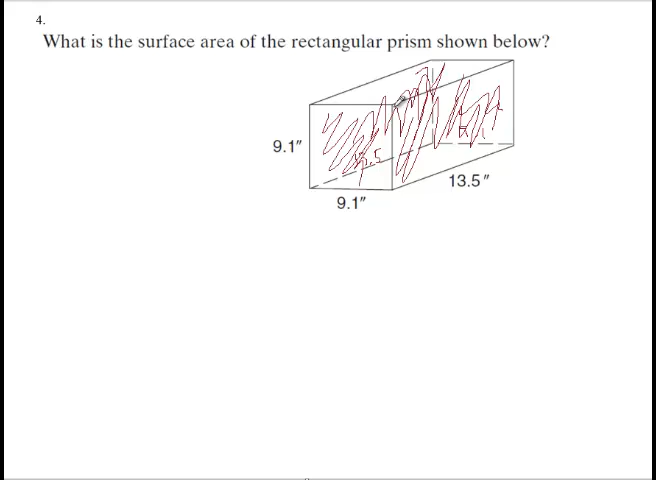 4.
What is the surface area of the rectangular prism shown below?
9.1"
13.5"
9.1"